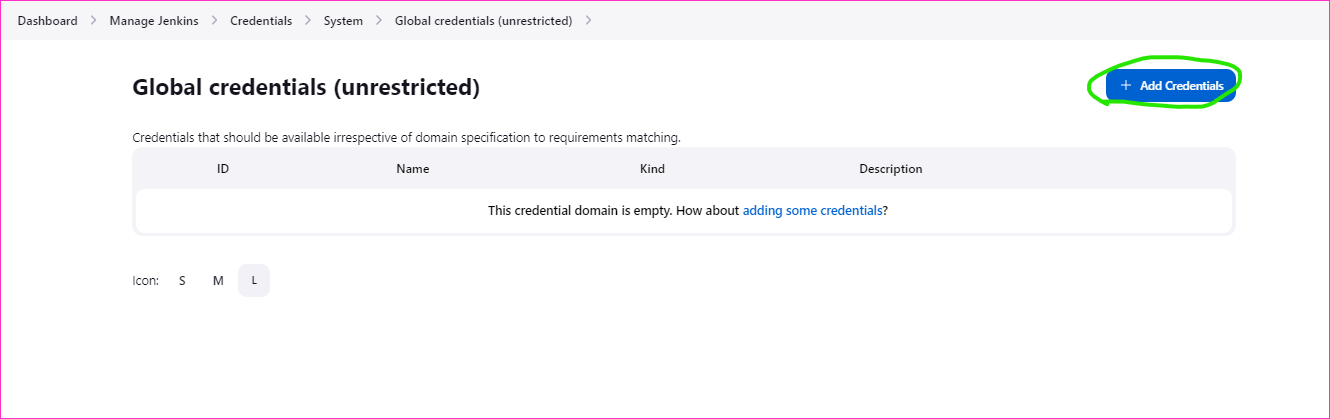 Dashboard > Manage Jenkins > Credentials > System > Global credentials (unrestricted) >
Global credentials (unrestricted)
+ Add Credentials
Credentials that should be available irrespective of domain specification to requirements matching.
ID Name Kind Description
This credential domain is empty. How about adding some credentials?
Icon: S M L